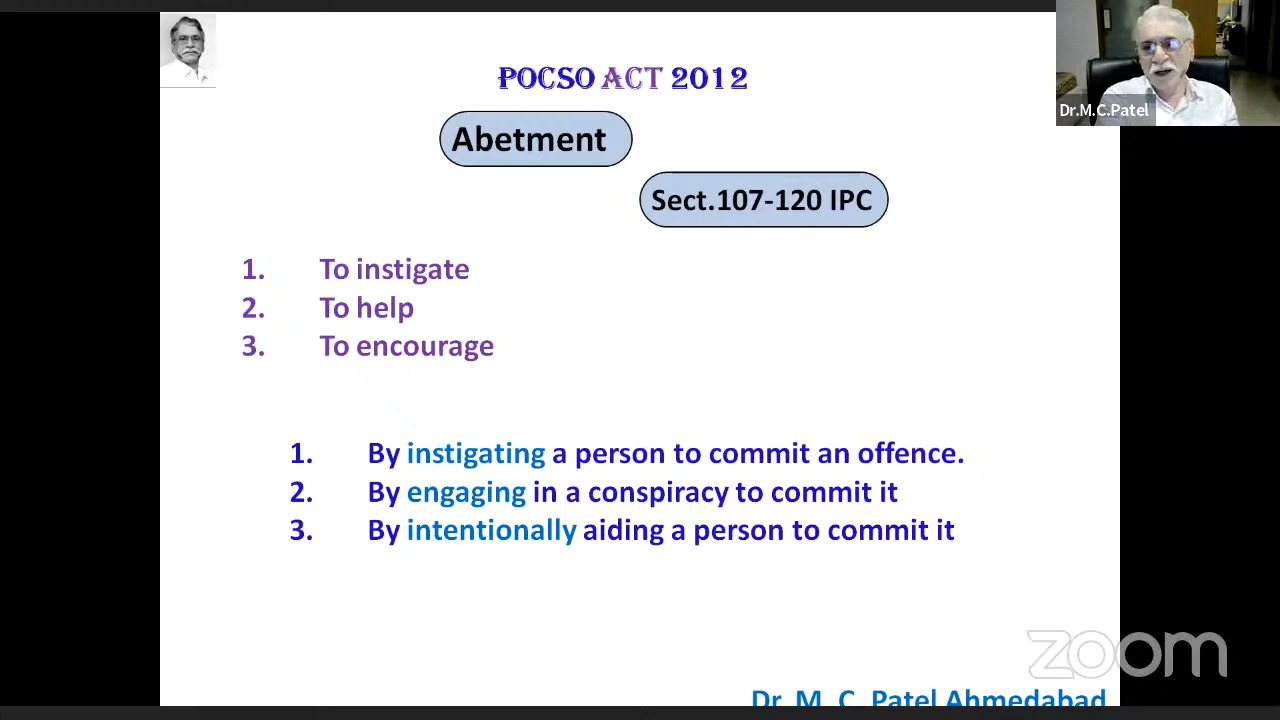 POCSO ACT 2012
Dr.M.C.Patel
Abetment
Sect.107-120 IPC
1. To instigate
2. To help
3. To encourage
1. By instigating a person to commit an offence.
2. By engaging in a conspiracy to commit it
3. By intentionally aiding a person to commit it
zoom
Dr. M. C. Patel Ahmedabad